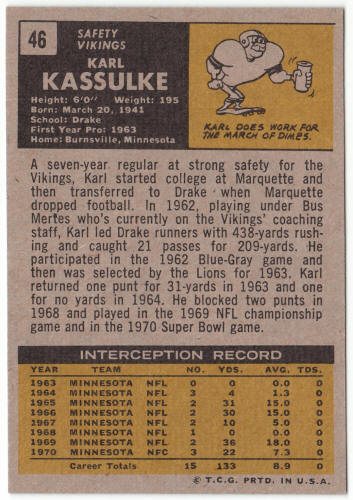 46
SAFETY
VIKINGS
KARL
KASSULKE
Height: 6'0" Weight: 195
Born: March 20, 1941
School: Drake
First Year Pro: 1963
Home: Burnsville, Minnesota
KARL DOES WORK FOR
THE MARCH OF DIMES.
A seven-year regular at strong safety for the
Vikings, Karl started college at Marquette and
then transferred to Drake when Marquette
dropped football. In 1962, playing under Bus
Mertes who's currently on the Vikings' coaching
staff, Karl led Drake runners with 438-yards rush-
ing and caught 21 passes for 209-yards. He
participated in the 1962 Blue-Gray game and
then was selected by the Lions for 1963. Karl
returned one punt for 31-yards in 1963 and one
for no yards in 1964. He blocked two punts in
1968 and played in the 1969 NFL championship
game and in the 1970 Super Bowl game.
INTERCEPTION RECORD
YEAR TEAM NO. YDS. AVG. TDS.
1963 MINNESOTA NFL 0 0 0.0 0
1964 MINNESOTA NFL 3 4 1.3 0
1965 MINNESOTA NFL 2 31 15.0 0
1966 MINNESOTA NFL 2 30 15.0 0
1967 MINNESOTA NFL 2 10 5.0 0
1968 MINNESOTA NFL 1 0 0.0 0
1969 MINNESOTA NFL 2 36 18.0 0
1970 MINNESOTA NFC 3 22 7.3 0
Career Totals 15 133 8.9 0
© T.C.G. PRTD. IN U.S.A.